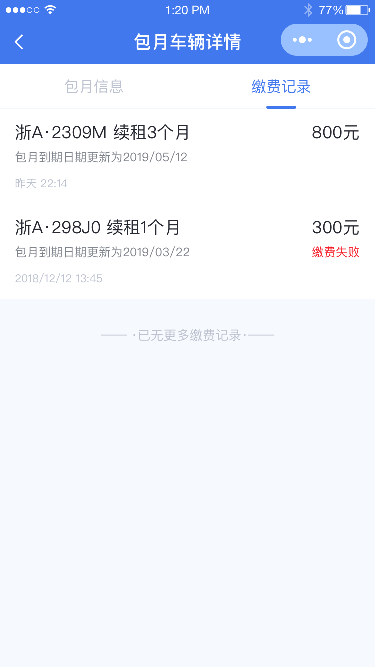 1:20 PM
77%
包月车辆详情
包月信息
缴费记录
浙A·2309M 续租3个月
800元
包月到期日期更新为2019/05/12
昨天 22:14
浙A·298J0 续租1个月
300元
包月到期日期更新为2019/03/22
缴费失败
2018/12/12 13:45
·已无更多缴费记录·